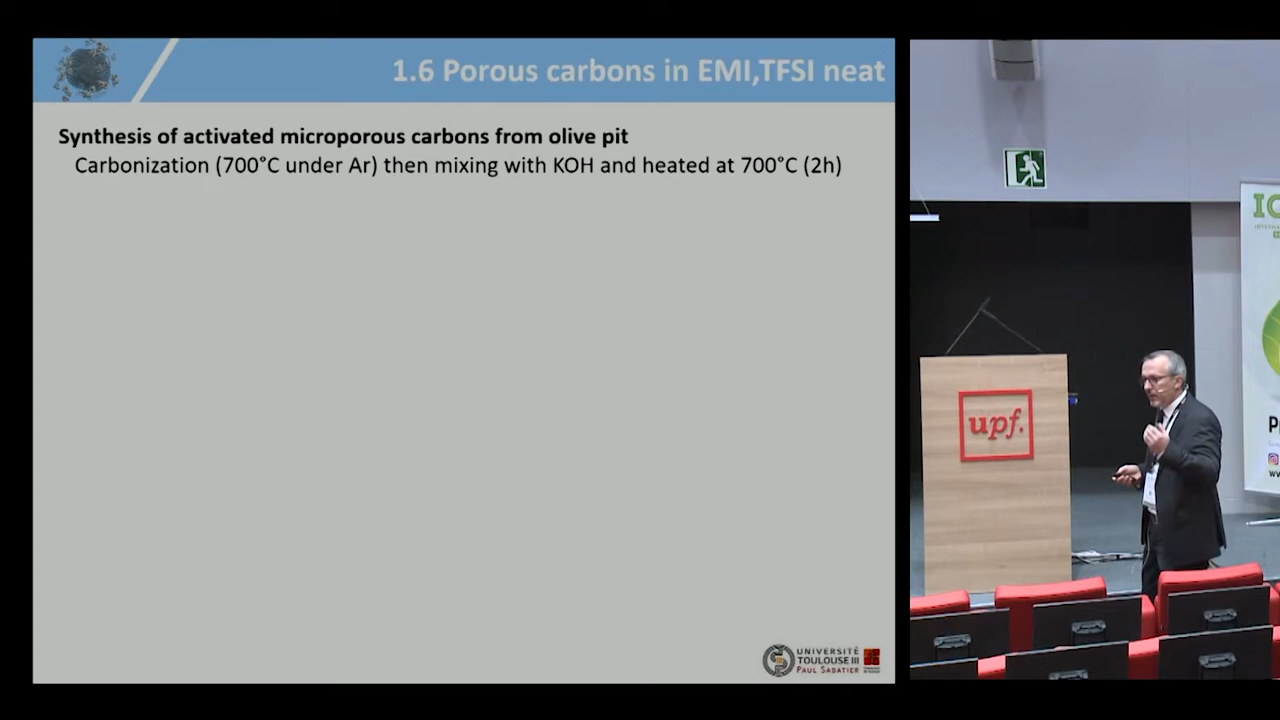 1.6 Porous carbons in EMI,TFSI neat
Synthesis of activated microporous carbons from olive pit
Carbonization (700°C under Ar) then mixing with KOH and heated at 700°C (2h)
UNIVERSITÉ
TOULOUSE III
PAUL SABATIER
upf.